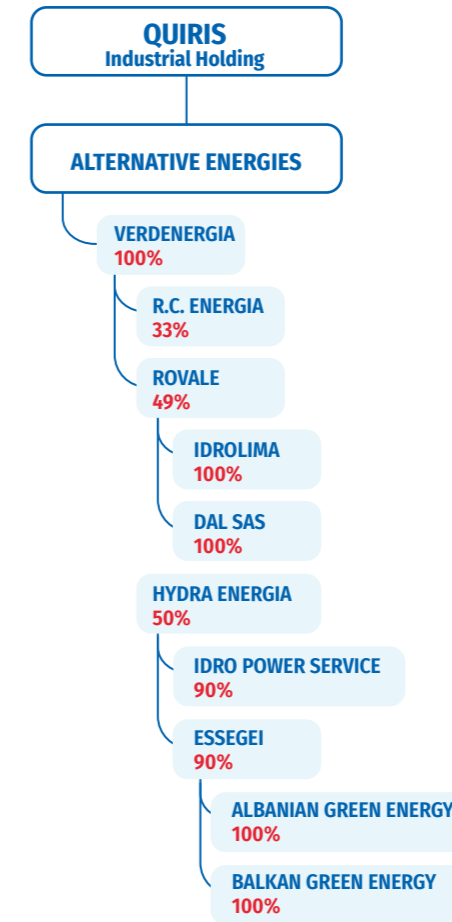 QUIRIS
Industrial Holding
ALTERNATIVE ENERGIES
VERDENERGIA
100%
R.C. ENERGIA
33%
ROVALE
49%
IDROLIMA
100%
DAL SAS
100%
HYDRA ENERGIA
50%
IDRO POWER SERVICE
90%
ESSEGEI
90%
ALBANIAN GREEN ENERGY
100%
BALKAN GREEN ENERGY
100%